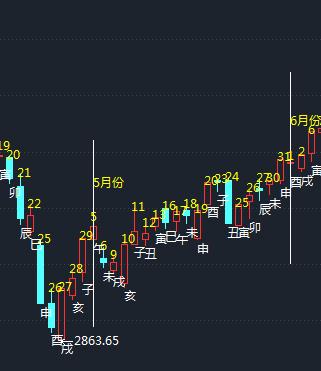 19
20
寅
卯
21
22
辰
巳
25
申
26
酉
27
戌
2863.65
28
亥
29
子
5月份
5
午
6
未
9
戌
10
亥
11
子
12
丑
13
寅
16
巳
17
午
18
未
19
申
20
酉
23
子
24
丑
25
寅
26
卯
27
辰
30
未
31
申
6月份
1
酉
2
戌
6
寅